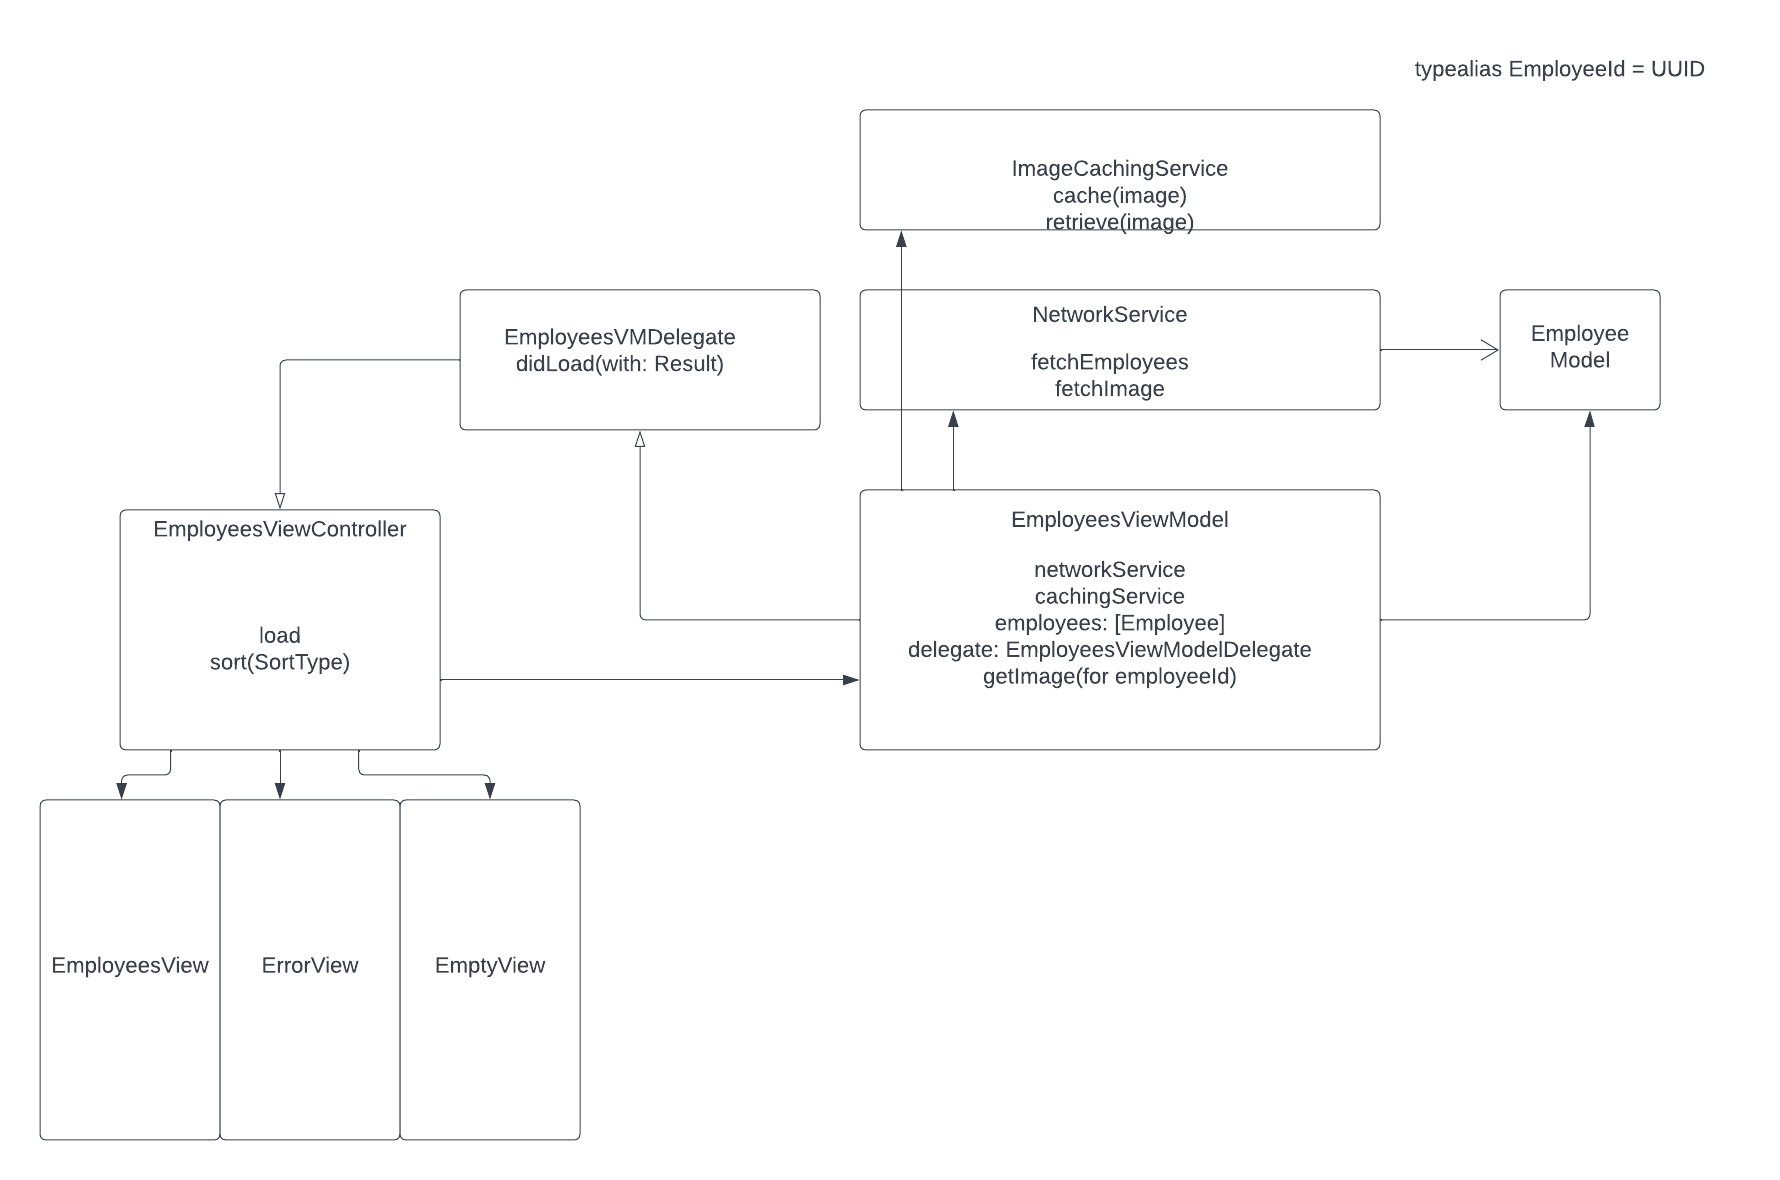 typealias EmployeeId = UUID
ImageCachingService
cache(image)
retrieve(image)
EmployeesVMDelegate
didLoad(with: Result)
NetworkService
fetchEmployees
fetchImage
Employee
Model
EmployeesViewController
load
sort(SortType)
EmployeesViewModel
networkService
cachingService
employees: [Employee]
delegate: EmployeesViewModelDelegate
getImage(for employeeId)
EmployeesView
ErrorView
EmptyView